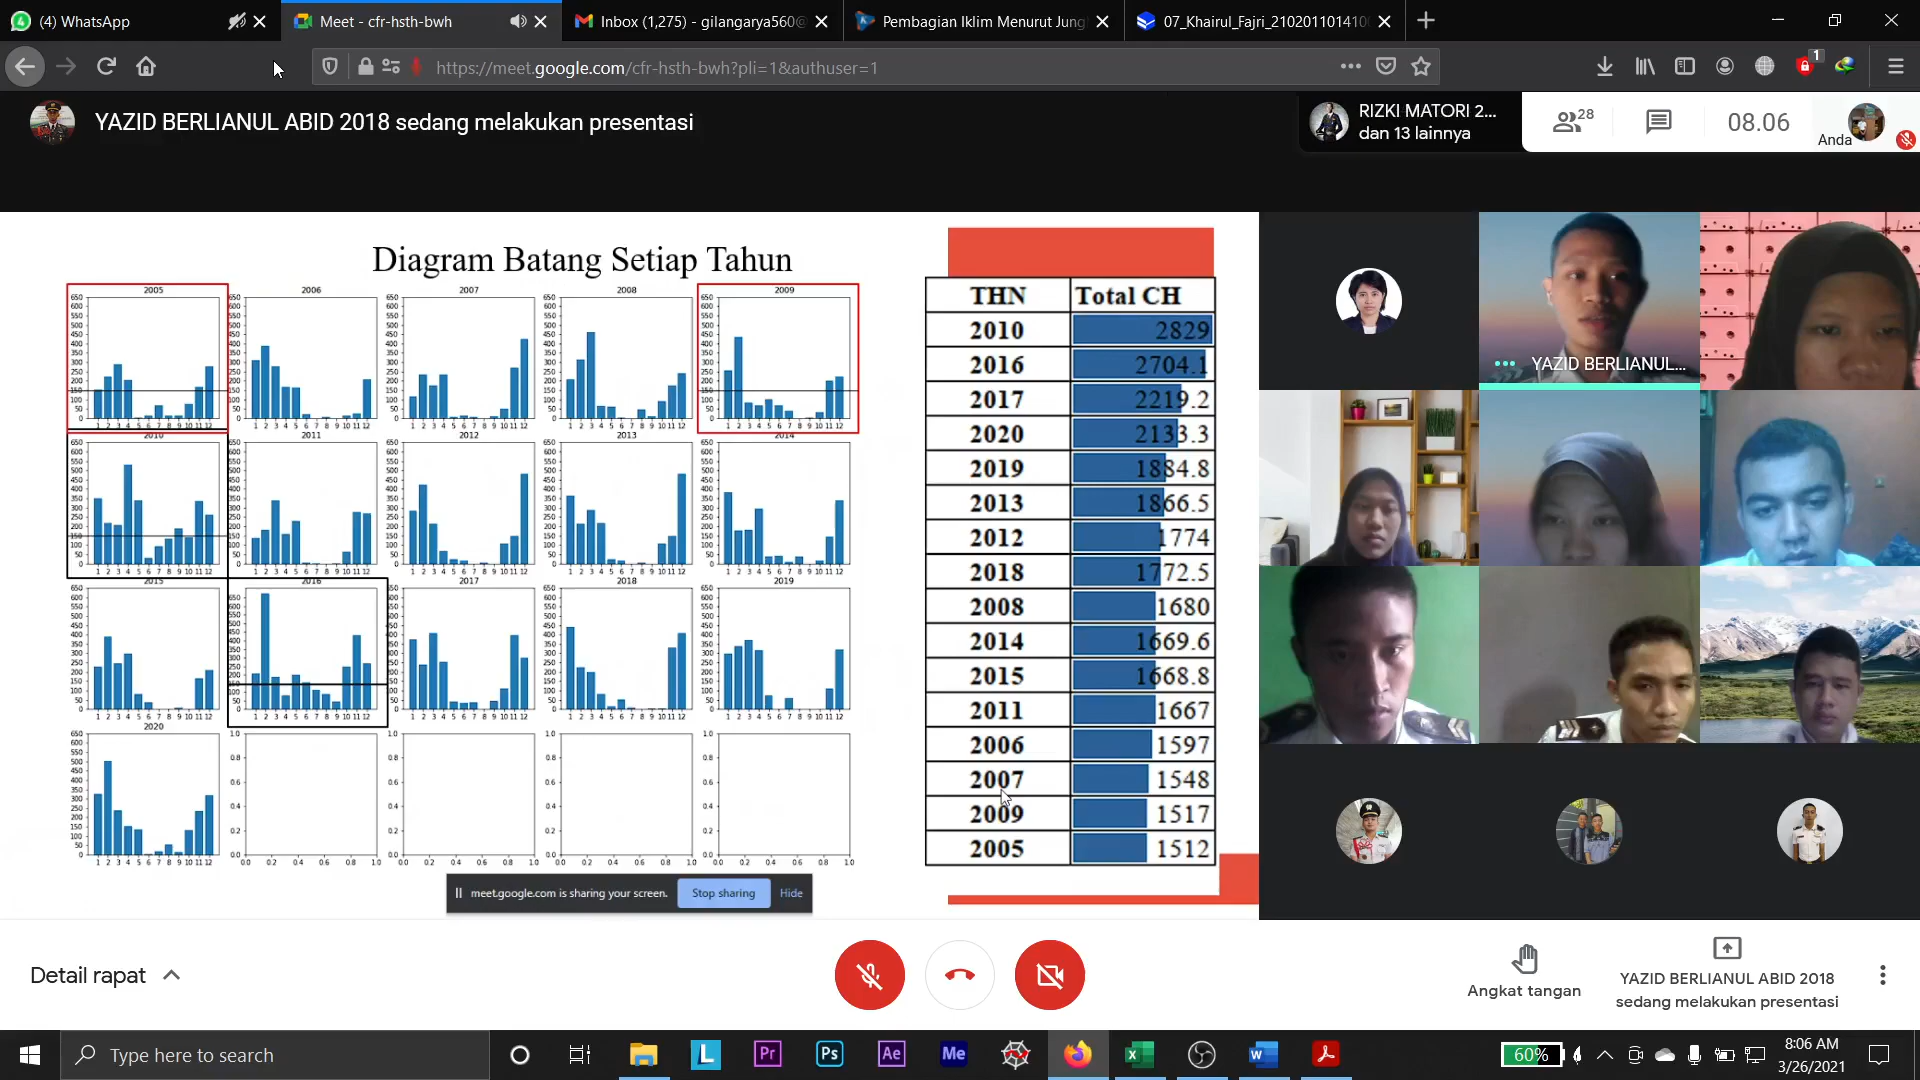 (4) WhatsApp
Meet - cfr-hsth-bwh
Inbox (1,275) - gilangarya560@
Pembagian Iklim Menurut Jung
07_Khairul_Fajri_21020110141
https://meet.google.com/cfr-hsth-bwh?pli=1&authuser=1
1
YAZID BERLIANUL ABID 2018 sedang melakukan presentasi
RIZKI MATORI 2...
dan 13 lainnya
28
08.06
Anda
Diagram Batang Setiap Tahun
2005
2006
2007
2008
2009
2010
2011
2012
2013
2014
2015
2016
2017
2018
2019
2020
THN Total CH
2010 2829
2016 2704.1
2017 2219.2
2020 2133.3
2019 1884.8
2013 1866.5
2012 1774
2018 1772.5
2008 1680
2014 1669.6
2015 1668.8
2011 1667
2006 1597
2007 1548
2009 1517
2005 1512
YAZID BERLIANUL...
meet.google.com is sharing your screen.
Stop sharing
Hide
Detail rapat
Angkat tangan
YAZID BERLIANUL ABID 2018
sedang melakukan presentasi
Type here to search
L
Pr
Ps
Ae
Me
60%
8:06 AM
3/26/2021